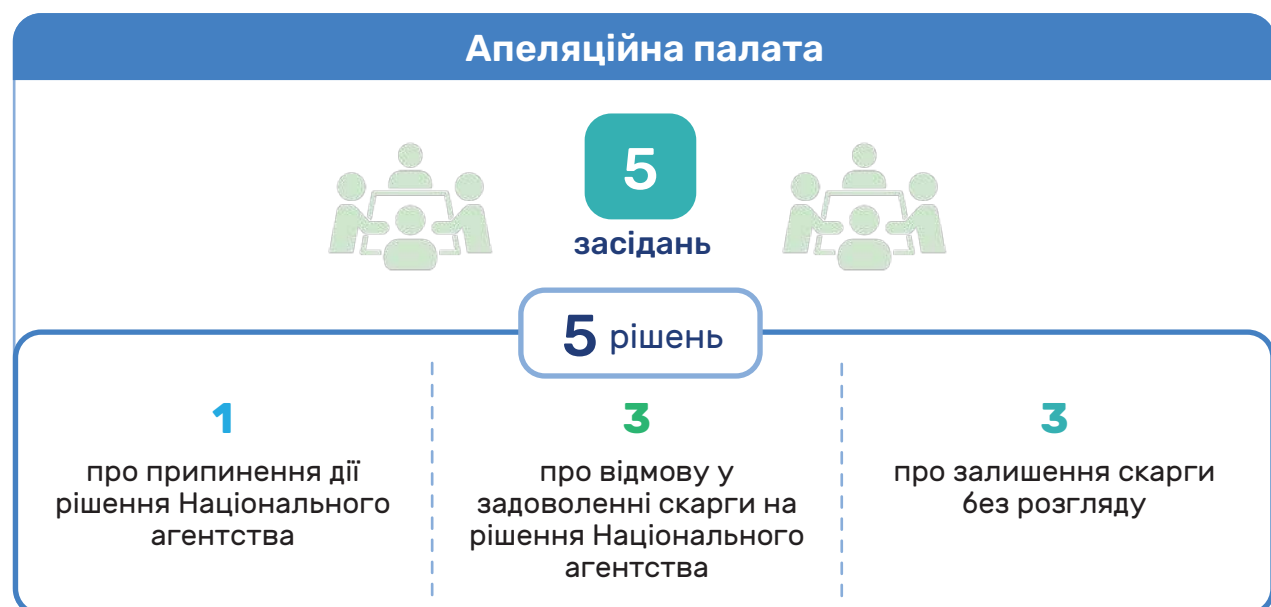 Апеляційна палата
5
засідань
5 рішень
1
про припинення дії
рішення Національного
агентства
3
про відмову у
задоволенні скарги на
рішення Національного
агентства
3
про залишення скарги
без розгляду